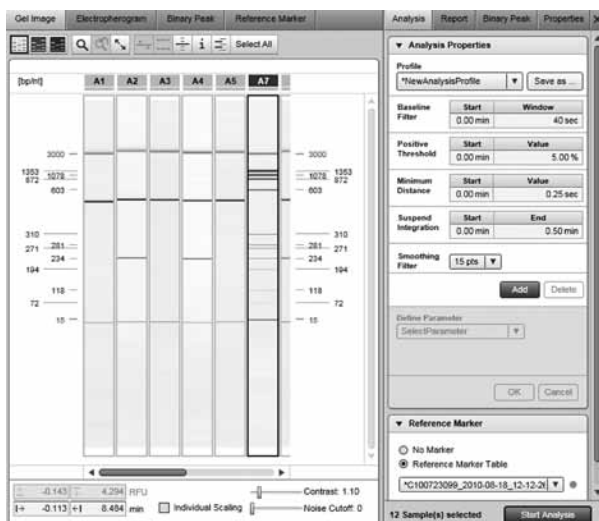 Gel Image Electropherogram Binary Peak Reference Marker
Select All
[bp/nt] A1 A2 A3 A4 A5 A7
3000 3000
1353 1078 1078 1353
872 872
603 603
310 310
271 281 281 271
234 234
194 194
118 118
72 72
15 15
-0.143 4.294 RFU Contrast: 1.10
-0.113 8.484 min Individual Scaling Noise Cutoff: 0
Analysis Report Binary Peak Properties
Analysis Properties
Profile
*NewAnalysisProfile Save as ...
Baseline Filter Start Window
0.00 min 40 sec
Positive Threshold Start Value
0.00 min 5.00 %
Minimum Distance Start Value
0.00 min 0.25 sec
Suspend Integration Start End
0.00 min 0.50 min
Smoothing Filter 15 pts
Add Delete
Define Parameter
SelectParameter
OK Cancel
Reference Marker
No Marker
Reference Marker Table
*C100723099_2010-08-18_12-12-2
12 Sample(s) selected Start Analysis